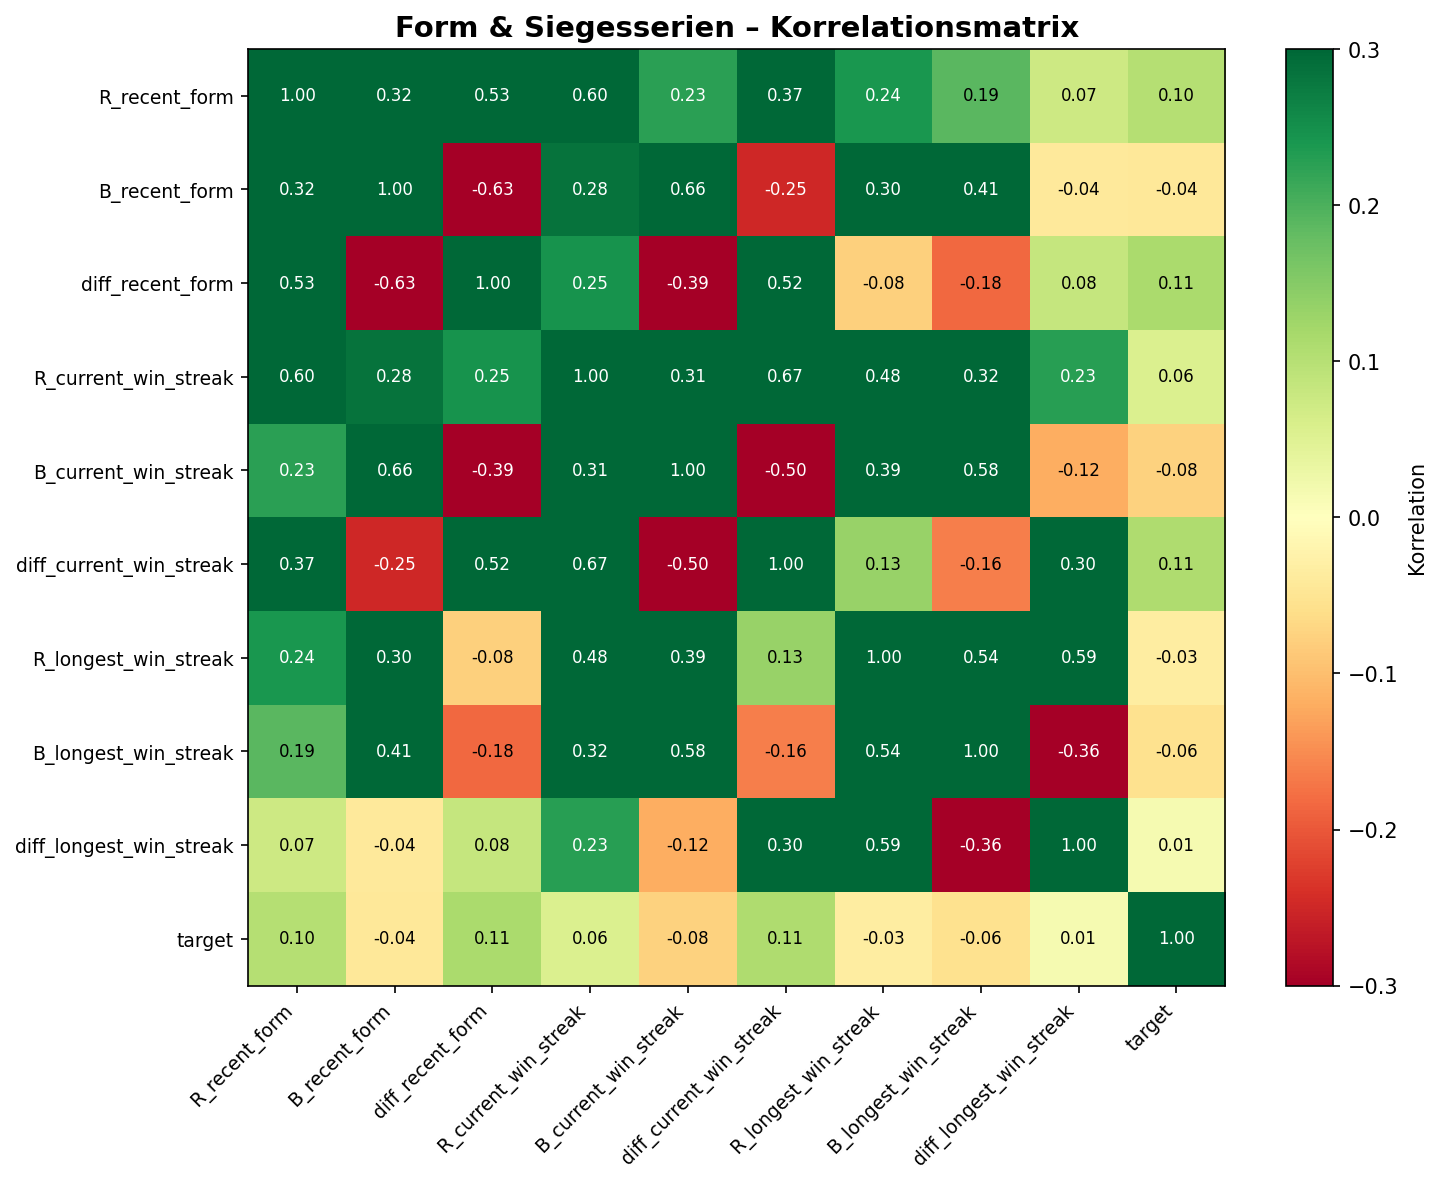 Form & Siegesserien – Korrelationsmatrix
R_recent_form 1.00 0.32 0.53 0.60 0.23 0.37 0.24 0.19 0.07 0.10
B_recent_form 0.32 1.00 -0.63 0.28 0.66 -0.25 0.30 0.41 -0.04 -0.04
diff_recent_form 0.53 -0.63 1.00 0.25 -0.39 0.52 -0.08 -0.18 0.08 0.11
R_current_win_streak 0.60 0.28 0.25 1.00 0.31 0.67 0.48 0.32 0.23 0.06
B_current_win_streak 0.23 0.66 -0.39 0.31 1.00 -0.50 0.39 0.58 -0.12 -0.08
diff_current_win_streak 0.37 -0.25 0.52 0.67 -0.50 1.00 0.13 -0.16 0.30 0.11
R_longest_win_streak 0.24 0.30 -0.08 0.48 0.39 0.13 1.00 0.54 0.59 -0.03
B_longest_win_streak 0.19 0.41 -0.18 0.32 0.58 -0.16 0.54 1.00 -0.36 -0.06
diff_longest_win_streak 0.07 -0.04 0.08 0.23 -0.12 0.30 0.59 -0.36 1.00 0.01
target 0.10 -0.04 0.11 0.06 -0.08 0.11 -0.03 -0.06 0.01 1.00
R_recent_form
B_recent_form
diff_recent_form
R_current_win_streak
B_current_win_streak
diff_current_win_streak
R_longest_win_streak
B_longest_win_streak
diff_longest_win_streak
target
0.3
0.2
0.1
0.0
−0.1
−0.2
−0.3
Korrelation